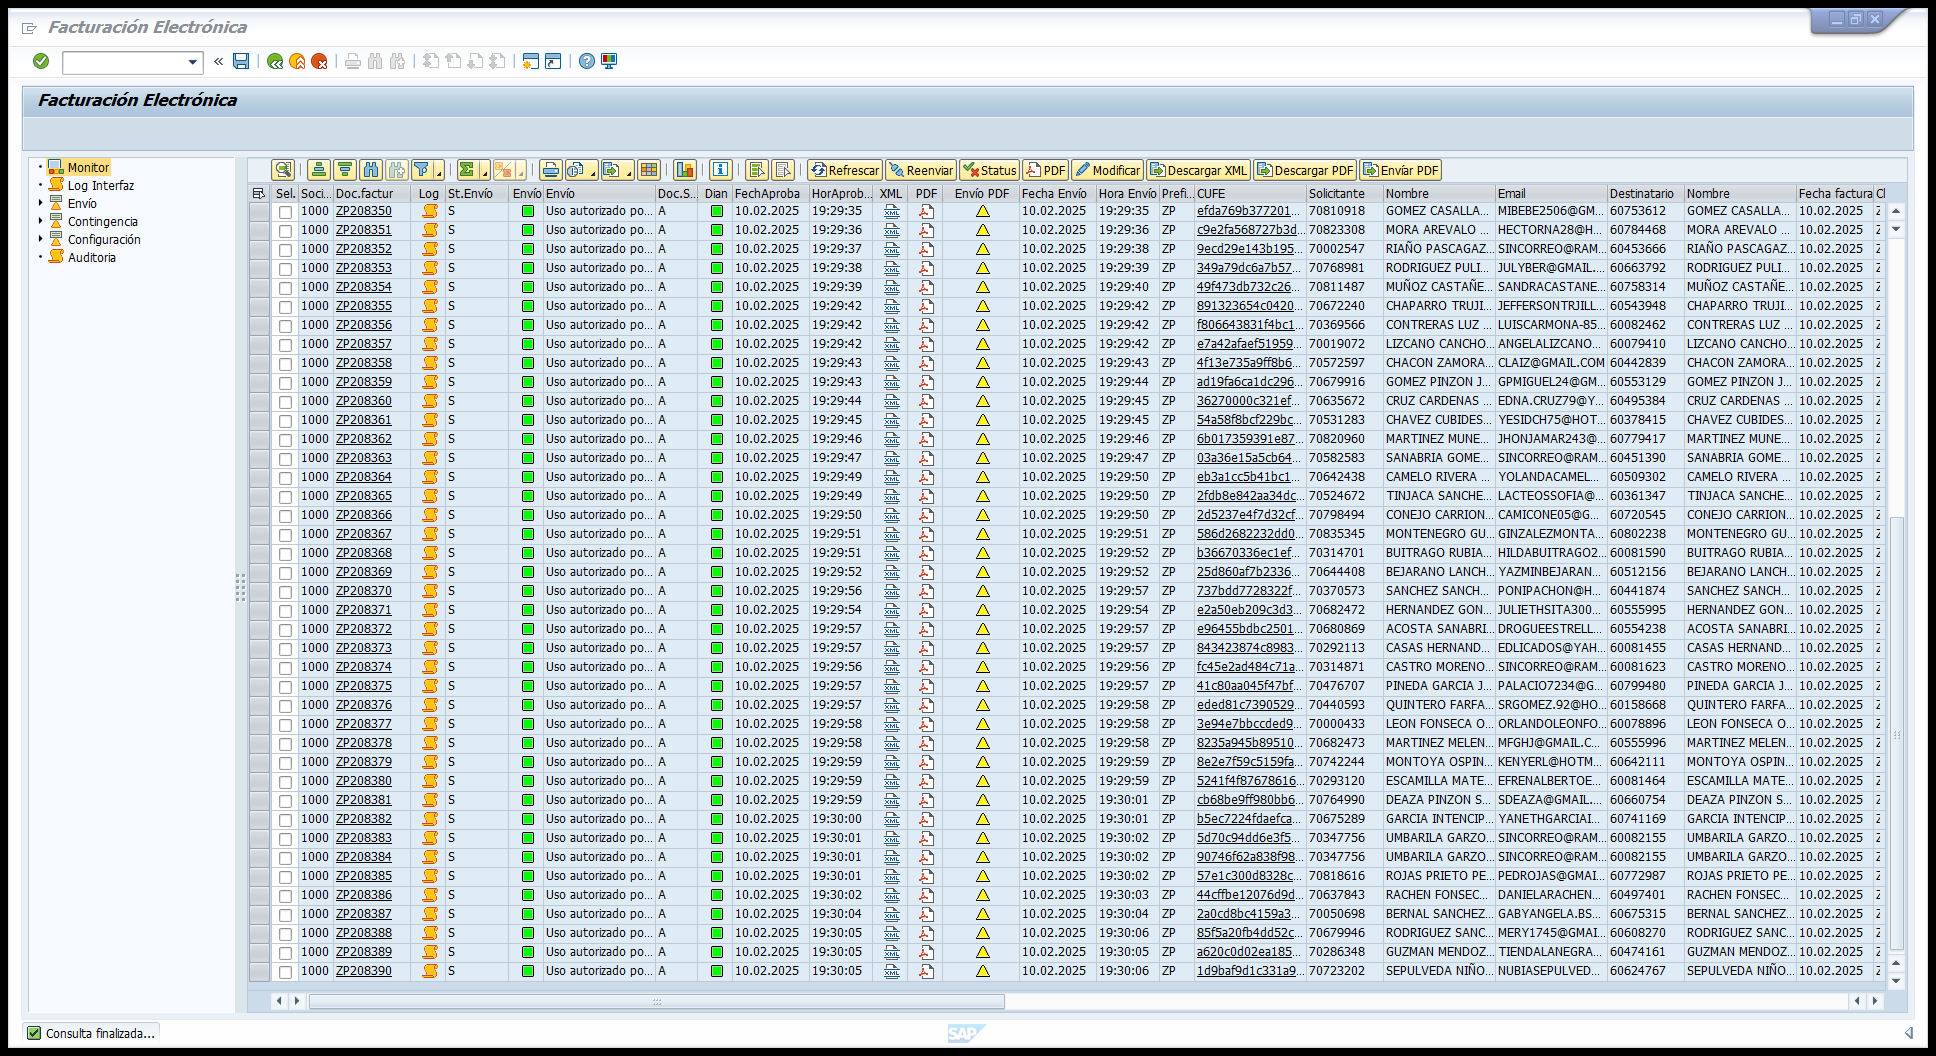 Facturación Electrónica
Facturación Electrónica
Monitor
Log Interfaz
Envío
Contingencia
Configuración
Auditoria
Refrescar Reenviar Status PDF Modificar Descargar XML Descargar PDF Envíar PDF
Sel. Soci... Doc.factur Log St.Envío Envío Envío Doc.S... Dian FechAproba HorAprob... XML PDF Envío PDF Fecha Envío Hora Envío Prefi... CUFE Solicitante Nombre Email Destinatario Nombre Fecha factura Cl
1000 ZP208350 S Uso autorizado po... A 10.02.2025 19:29:35 XML 10.02.2025 19:29:35 ZP efda769b377201... 70810918 GOMEZ CASALLA... MIBEBE2506@GM... 60753612 GOMEZ CASALLA... 10.02.2025 Z
1000 ZP208351 S Uso autorizado po... A 10.02.2025 19:29:36 XML 10.02.2025 19:29:36 ZP c9e2fa568727b3d... 70823308 MORA AREVALO ... HECTORNA28@H... 60784468 MORA AREVALO ... 10.02.2025 Z
1000 ZP208352 S Uso autorizado po... A 10.02.2025 19:29:37 XML 10.02.2025 19:29:38 ZP 9ecd29e143b195... 70002547 RIAÑO PASCAGAZ... SINCORREO@RAM... 60453666 RIAÑO PASCAGAZ... 10.02.2025 Z
1000 ZP208353 S Uso autorizado po... A 10.02.2025 19:29:38 XML 10.02.2025 19:29:39 ZP 349a79dc6a7b57... 70768981 RODRIGUEZ PULI... JULYBER@GMAIL.... 60663792 RODRIGUEZ PULI... 10.02.2025 Z
1000 ZP208354 S Uso autorizado po... A 10.02.2025 19:29:39 XML 10.02.2025 19:29:40 ZP 49f473db732c26... 70811487 MUÑOZ CASTAÑE... SANDRACASTANE... 60758314 MUÑOZ CASTAÑE... 10.02.2025 Z
1000 ZP208355 S Uso autorizado po... A 10.02.2025 19:29:42 XML 10.02.2025 19:29:42 ZP 891323654c0420... 70672240 CHAPARRO TRUJI... JEFFERSONTRJILL... 60543948 CHAPARRO TRUJI... 10.02.2025 Z
1000 ZP208356 S Uso autorizado po... A 10.02.2025 19:29:42 XML 10.02.2025 19:29:42 ZP f806643831f4bc1... 70369566 CONTRERAS LUZ ... LUISCARMONA-85... 60082462 CONTRERAS LUZ ... 10.02.2025 Z
1000 ZP208357 S Uso autorizado po... A 10.02.2025 19:29:42 XML 10.02.2025 19:29:42 ZP e7a42afaef51959... 70019072 LIZCANO CANCHO... ANGELALIZCANO... 60079410 LIZCANO CANCHO... 10.02.2025 Z
1000 ZP208358 S Uso autorizado po... A 10.02.2025 19:29:43 XML 10.02.2025 19:29:43 ZP 4f13e735a9ff8b6... 70572597 CHACON ZAMORA... CLAIZ@GMAIL.COM 60442839 CHACON ZAMORA... 10.02.2025 Z
1000 ZP208359 S Uso autorizado po... A 10.02.2025 19:29:43 XML 10.02.2025 19:29:44 ZP ad19fa6ca1dc296... 70679916 GOMEZ PINZON J... GPMIGUEL24@GM... 60553129 GOMEZ PINZON J... 10.02.2025 Z
1000 ZP208360 S Uso autorizado po... A 10.02.2025 19:29:44 XML 10.02.2025 19:29:45 ZP 36270000c321ef... 70635672 CRUZ CARDENAS ... EDNA.CRUZ79@Y... 60495384 CRUZ CARDENAS ... 10.02.2025 Z
1000 ZP208361 S Uso autorizado po... A 10.02.2025 19:29:45 XML 10.02.2025 19:29:45 ZP 54a58f8bcf229bc... 70531283 CHAVEZ CUBIDES... YESIDCH75@HOT... 60378415 CHAVEZ CUBIDES... 10.02.2025 Z
1000 ZP208362 S Uso autorizado po... A 10.02.2025 19:29:46 XML 10.02.2025 19:29:46 ZP 6b017359391e87... 70820960 MARTINEZ MUNE... JHONJAMAR243@... 60779417 MARTINEZ MUNE... 10.02.2025 Z
1000 ZP208363 S Uso autorizado po... A 10.02.2025 19:29:47 XML 10.02.2025 19:29:47 ZP 03a36e15a5cb64... 70582583 SANABRIA GOME... SINCORREO@RAM... 60451390 SANABRIA GOME... 10.02.2025 Z
1000 ZP208364 S Uso autorizado po... A 10.02.2025 19:29:49 XML 10.02.2025 19:29:50 ZP eb3a1cc5b41bc1... 70642438 CAMELO RIVERA ... YOLANDACAMEL... 60509302 CAMELO RIVERA ... 10.02.2025 Z
1000 ZP208365 S Uso autorizado po... A 10.02.2025 19:29:49 XML 10.02.2025 19:29:50 ZP 2fdb8e842aa34dc... 70524672 TINJACA SANCHE... LACTEOSSOFIA@... 60361347 TINJACA SANCHE... 10.02.2025 Z
1000 ZP208366 S Uso autorizado po... A 10.02.2025 19:29:50 XML 10.02.2025 19:29:50 ZP 2d5237e4f7d32cf... 70798494 CONEJO CARRION... CAMICONE05@G... 60720545 CONEJO CARRION... 10.02.2025 Z
1000 ZP208367 S Uso autorizado po... A 10.02.2025 19:29:51 XML 10.02.2025 19:29:51 ZP 586d2682232dd0... 70835345 MONTENEGRO GU... GINZALEZMONTA... 60802238 MONTENEGRO GU... 10.02.2025 Z
1000 ZP208368 S Uso autorizado po... A 10.02.2025 19:29:51 XML 10.02.2025 19:29:52 ZP b36670336ec1ef... 70314701 BUITRAGO RUBIA... HILDABUITRAGO2... 60081590 BUITRAGO RUBIA... 10.02.2025 Z
1000 ZP208369 S Uso autorizado po... A 10.02.2025 19:29:52 XML 10.02.2025 19:29:52 ZP 25d860af7b2336... 70644408 BEJARANO LANCH... YAZMINBEJARAN... 60512156 BEJARANO LANCH... 10.02.2025 Z
1000 ZP208370 S Uso autorizado po... A 10.02.2025 19:29:56 XML 10.02.2025 19:29:57 ZP 737bdd7728322f... 70370573 SANCHEZ SANCH... PONIPACHON@H... 60441874 SANCHEZ SANCH... 10.02.2025 Z
1000 ZP208371 S Uso autorizado po... A 10.02.2025 19:29:54 XML 10.02.2025 19:29:54 ZP e2a50eb209c3d3... 70682472 HERNANDEZ GON... JULIETHSITA300... 60555995 HERNANDEZ GON... 10.02.2025 Z
1000 ZP208372 S Uso autorizado po... A 10.02.2025 19:29:57 XML 10.02.2025 19:29:57 ZP e96455bdbc2501... 70680869 ACOSTA SANABRI... DROGUEESTRELL... 60554238 ACOSTA SANABRI... 10.02.2025 Z
1000 ZP208373 S Uso autorizado po... A 10.02.2025 19:29:57 XML 10.02.2025 19:29:57 ZP 843423874c8983... 70292113 CASAS HERNAND... EDLICADOS@YAH... 60081455 CASAS HERNAND... 10.02.2025 Z
1000 ZP208374 S Uso autorizado po... A 10.02.2025 19:29:56 XML 10.02.2025 19:29:56 ZP fc45e2ad484c71a... 70314871 CASTRO MORENO... SINCORREO@RAM... 60081623 CASTRO MORENO... 10.02.2025 Z
1000 ZP208375 S Uso autorizado po... A 10.02.2025 19:29:57 XML 10.02.2025 19:29:57 ZP 41c80aa045f47bf... 70476707 PINEDA GARCIA J... PALACIO7234@G... 60799480 PINEDA GARCIA J... 10.02.2025 Z
1000 ZP208376 S Uso autorizado po... A 10.02.2025 19:29:57 XML 10.02.2025 19:29:58 ZP eded81c7390529... 70440593 QUINTERO FARFA... SRGOMEZ.92@HO... 60158668 QUINTERO FARFA... 10.02.2025 Z
1000 ZP208377 S Uso autorizado po... A 10.02.2025 19:29:58 XML 10.02.2025 19:29:58 ZP 3e94e7bbccded9... 70000433 LEON FONSECA O... ORLANDOLEONFO... 60078896 LEON FONSECA O... 10.02.2025 Z
1000 ZP208378 S Uso autorizado po... A 10.02.2025 19:29:58 XML 10.02.2025 19:29:58 ZP 8235a945b89510... 70682473 MARTINEZ MELEN... MFGHJ@GMAIL.C... 60555996 MARTINEZ MELEN... 10.02.2025 Z
1000 ZP208379 S Uso autorizado po... A 10.02.2025 19:29:59 XML 10.02.2025 19:29:59 ZP 8e2e7f59c5159fa... 70742244 MONTOYA OSPIN... KENYERL@HOTM... 60642111 MONTOYA OSPIN... 10.02.2025 Z
1000 ZP208380 S Uso autorizado po... A 10.02.2025 19:29:59 XML 10.02.2025 19:29:59 ZP 5241f4f87678616... 70293120 ESCAMILLA MATE... EFRENALBERTOE... 60081464 ESCAMILLA MATE... 10.02.2025 Z
1000 ZP208381 S Uso autorizado po... A 10.02.2025 19:29:59 XML 10.02.2025 19:30:01 ZP cb68be9ff980bb6... 70764990 DEAZA PINZON S... SDEAZA@GMAIL.... 60660754 DEAZA PINZON S... 10.02.2025 Z
1000 ZP208382 S Uso autorizado po... A 10.02.2025 19:30:00 XML 10.02.2025 19:30:01 ZP b5ec7224fdaefca... 70675289 GARCIA INTENCIP... YANETHGARCIAI... 60741169 GARCIA INTENCIP... 10.02.2025 Z
1000 ZP208383 S Uso autorizado po... A 10.02.2025 19:30:01 XML 10.02.2025 19:30:02 ZP 5d70c94dd6e3f5... 70347756 UMBARILA GARZO... SINCORREO@RAM... 60082155 UMBARILA GARZO... 10.02.2025 Z
1000 ZP208384 S Uso autorizado po... A 10.02.2025 19:30:01 XML 10.02.2025 19:30:02 ZP 90746f62a838f98... 70347756 UMBARILA GARZO... SINCORREO@RAM... 60082155 UMBARILA GARZO... 10.02.2025 Z
1000 ZP208385 S Uso autorizado po... A 10.02.2025 19:30:01 XML 10.02.2025 19:30:02 ZP 57e1c300d8328c... 70818616 ROJAS PRIETO PE... PEDROJAS@GMAI... 60772987 ROJAS PRIETO PE... 10.02.2025 Z
1000 ZP208386 S Uso autorizado po... A 10.02.2025 19:30:02 XML 10.02.2025 19:30:03 ZP 44cffbe12076d9d... 70637843 RACHEN FONSEC... DANIELARACHEN... 60497401 RACHEN FONSEC... 10.02.2025 Z
1000 ZP208387 S Uso autorizado po... A 10.02.2025 19:30:04 XML 10.02.2025 19:30:04 ZP 2a0cd8bc4159a3... 70050698 BERNAL SANCHEZ... GABYANGELA.BS... 60675315 BERNAL SANCHEZ... 10.02.2025 Z
1000 ZP208388 S Uso autorizado po... A 10.02.2025 19:30:05 XML 10.02.2025 19:30:06 ZP 85f5a20fb4dd52c... 70679946 RODRIGUEZ SANC... MERY1745@GMAI... 60608270 RODRIGUEZ SANC... 10.02.2025 Z
1000 ZP208389 S Uso autorizado po... A 10.02.2025 19:30:05 XML 10.02.2025 19:30:05 ZP a620c0d02ea185... 70286348 GUZMAN MENDOZ... TIENDALANEGRA... 60474161 GUZMAN MENDOZ... 10.02.2025 Z
1000 ZP208390 S Uso autorizado po... A 10.02.2025 19:30:05 XML 10.02.2025 19:30:06 ZP 1d9baf9d1c331a9... 70723202 SEPULVEDA NIÑO... NUBIASEPULVED... 60624767 SEPULVEDA NIÑO... 10.02.2025 Z
Consulta finalizada...
SAP